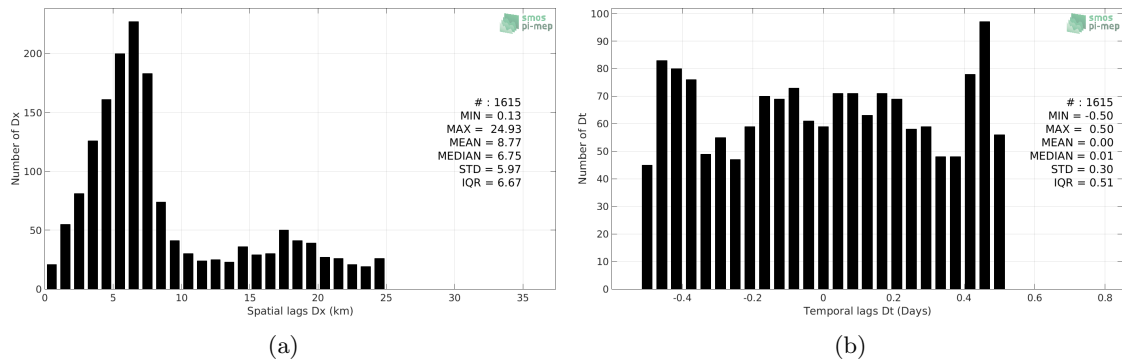 smos
pi-mep
200
150
100
50
0
Number of Dx
# : 1615
MIN = 0.13
MAX = 24.93
MEAN = 8.77
MEDIAN = 6.75
STD = 5.97
IQR = 6.67
0 5 10 15 20 25 30 35
Spatial lags Dx (km)
(a)
smos
pi-mep
100
90
80
70
60
50
40
30
20
10
0
Number of Dt
# : 1615
MIN = -0.50
MAX = 0.50
MEAN = 0.00
MEDIAN = 0.01
STD = 0.30
IQR = 0.51
-0.4 -0.2 0 0.2 0.4 0.6 0.8
Temporal lags Dt (Days)
(b)